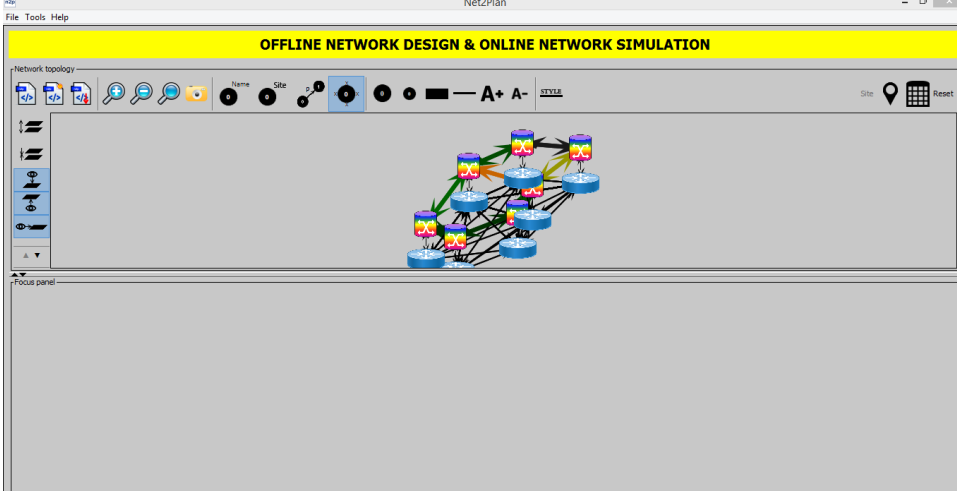 n2p Net2Plan
File Tools Help
OFFLINE NETWORK DESIGN & ONLINE NETWORK SIMULATION
Network topology
Name Site P A+ A- STYLE Site Reset
Focus panel